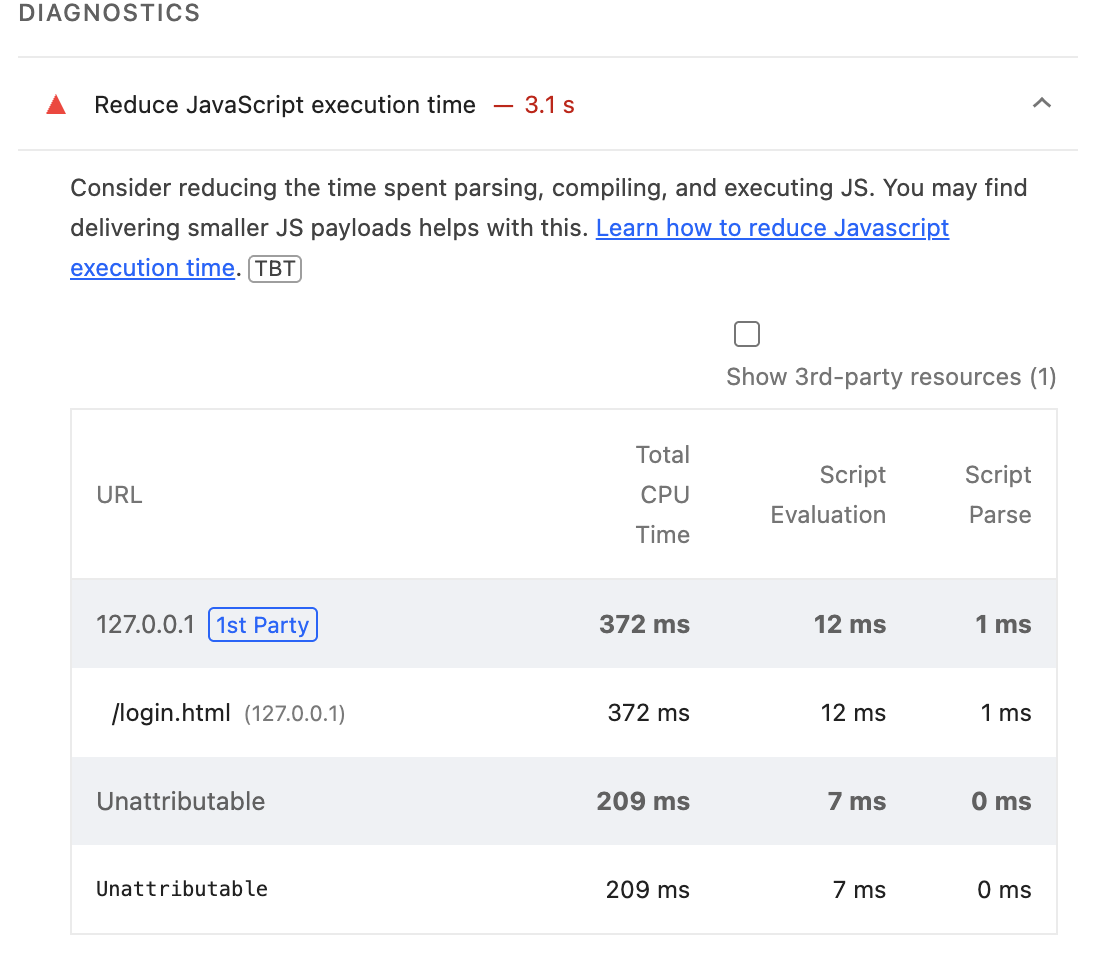 DIAGNOSTICS
Reduce JavaScript execution time — 3.1 s
Consider reducing the time spent parsing, compiling, and executing JS. You may find
delivering smaller JS payloads helps with this. Learn how to reduce Javascript
execution time. TBT
Show 3rd-party resources (1)
URL Total CPU Time Script Evaluation Script Parse
127.0.0.1 1st Party 372 ms 12 ms 1 ms
/login.html (127.0.0.1) 372 ms 12 ms 1 ms
Unattributable 209 ms 7 ms 0 ms
Unattributable 209 ms 7 ms 0 ms